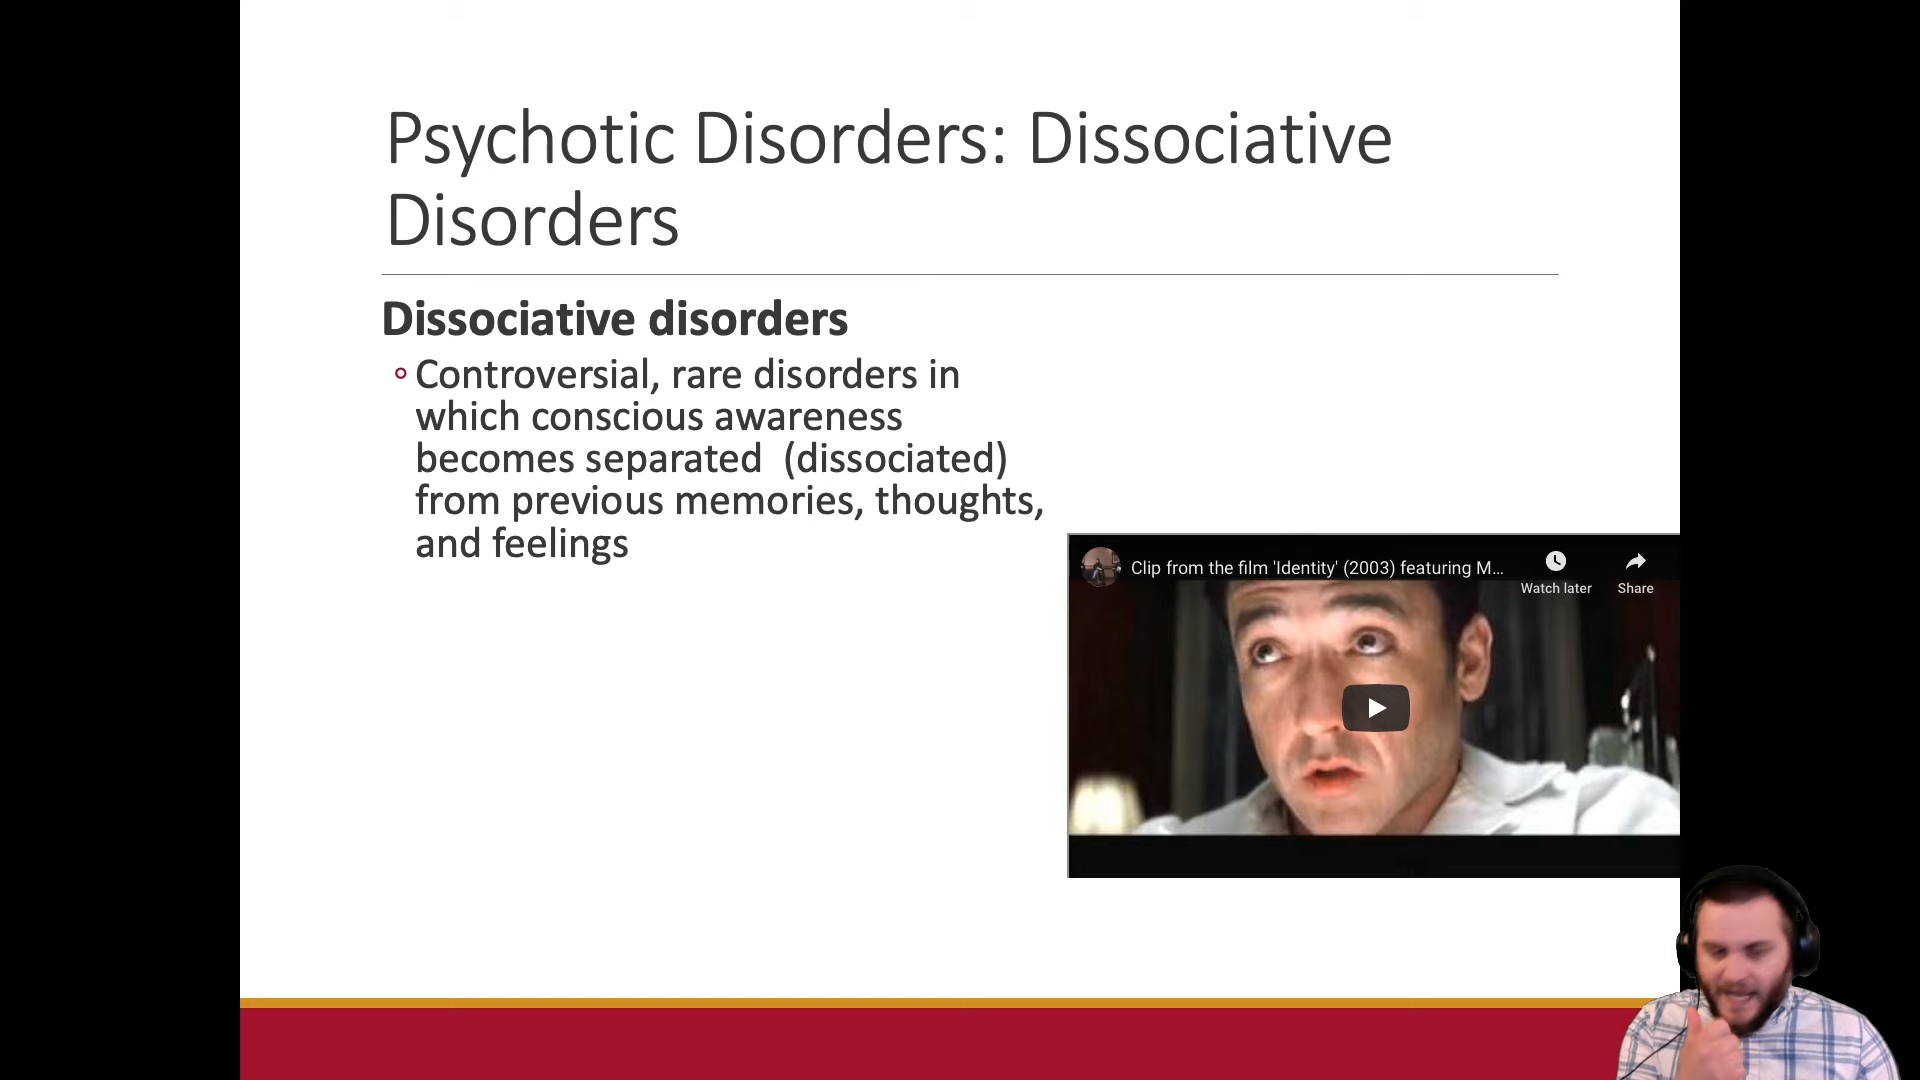 Psychotic Disorders: Dissociative
Disorders
Dissociative disorders
Controversial, rare disorders in
which conscious awareness
becomes separated (dissociated)
from previous memories, thoughts,
and feelings
Clip from the film 'Identity' (2003) featuring M...
Watch later
Share